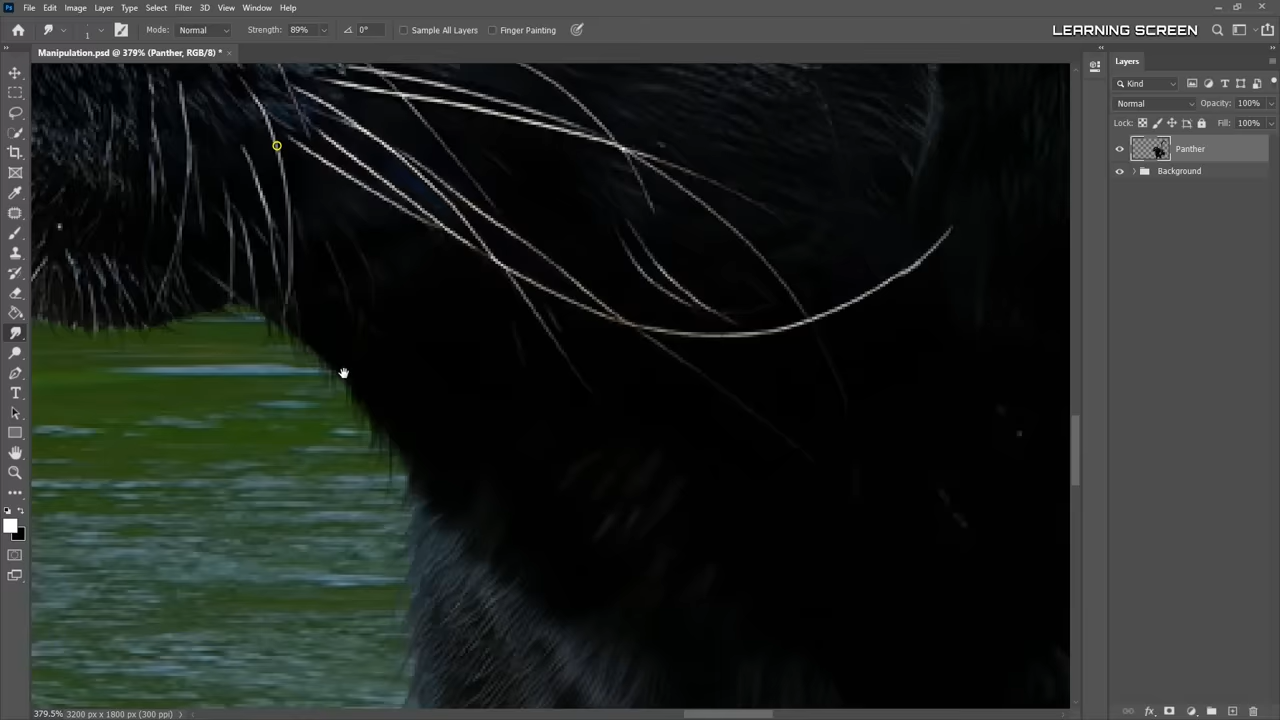 File Edit Image Layer Type Select Filter 3D View Window Help
1 Mode: Normal Strength: 89% 0° Sample All Layers Finger Painting LEARNING SCREEN
Manipulation.psd @ 379% (Panther, RGB/8) * ×
Layers
Kind
Normal Opacity: 100%
Lock: Fill: 100%
Panther
Background
379.5% 3200 px x 1800 px (300 ppi)